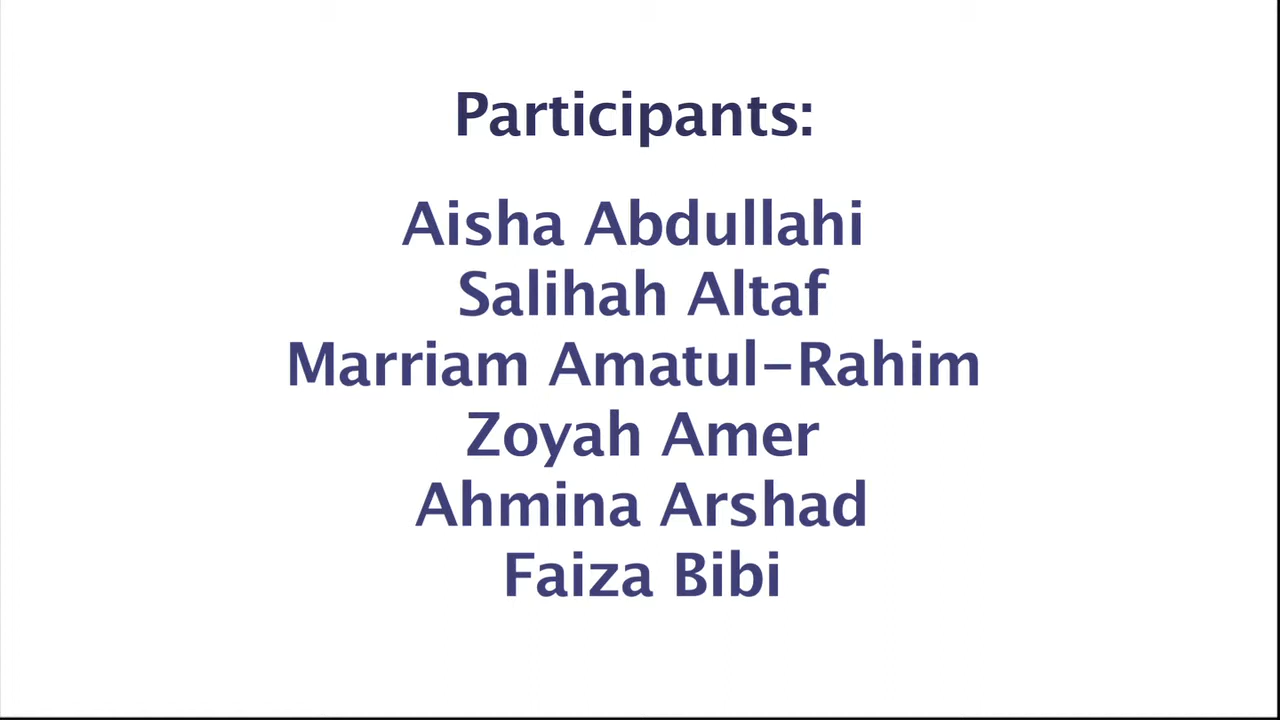 Participants:
Aisha Abdullahi
Salihah Altaf
Marriam Amatul-Rahim
Zoyah Amer
Ahmina Arshad
Faiza Bibi